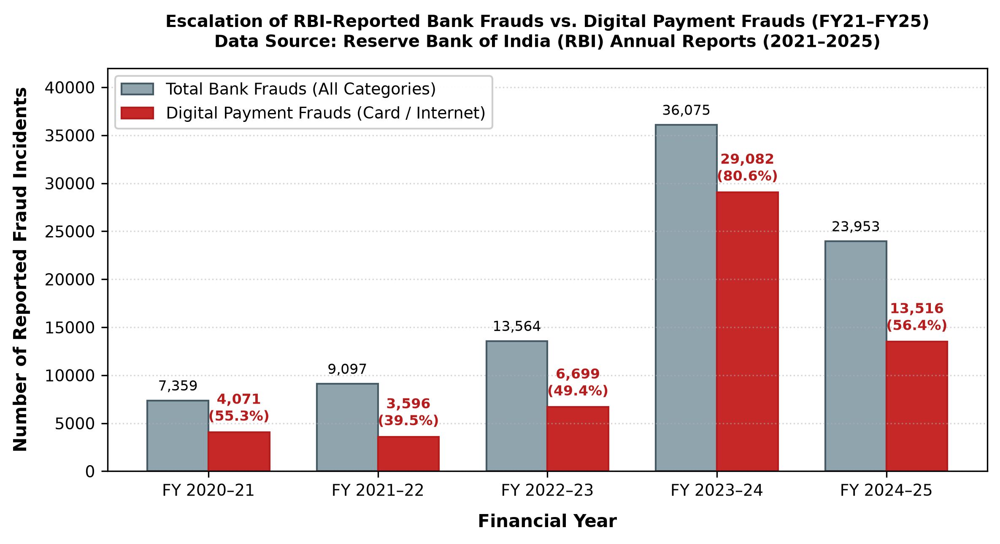 Escalation of RBI-Reported Bank Frauds vs. Digital Payment Frauds (FY21–FY25)
Data Source: Reserve Bank of India (RBI) Annual Reports (2021–2025)
Total Bank Frauds (All Categories)
Digital Payment Frauds (Card / Internet)
Number of Reported Fraud Incidents
40000
35000
30000
25000
20000
15000
10000
5000
0
7,359
4,071
(55.3%)
9,097
3,596
(39.5%)
13,564
6,699
(49.4%)
36,075
29,082
(80.6%)
23,953
13,516
(56.4%)
FY 2020–21
FY 2021–22
FY 2022–23
FY 2023–24
FY 2024–25
Financial Year